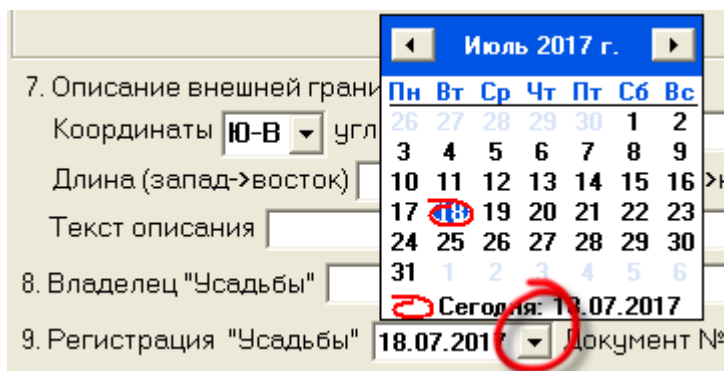 Июль 2017 г.
7. Описание внешней грани
Пн Вт Ср Чт Пт Сб Вс
26 27 28 29 30 1 2
Координаты Ю-В угл
3 4 5 6 7 8 9
Длина (запад->восток)
10 11 12 13 14 15 16
17 18 19 20 21 22 23
Текст описания
24 25 26 27 28 29 30
8. Владелец "Усадьбы"
31 1 2 3 4 5 6
Сегодня: 18.07.2017
9. Регистрация "Усадьбы" 18.07.2017 Документ №